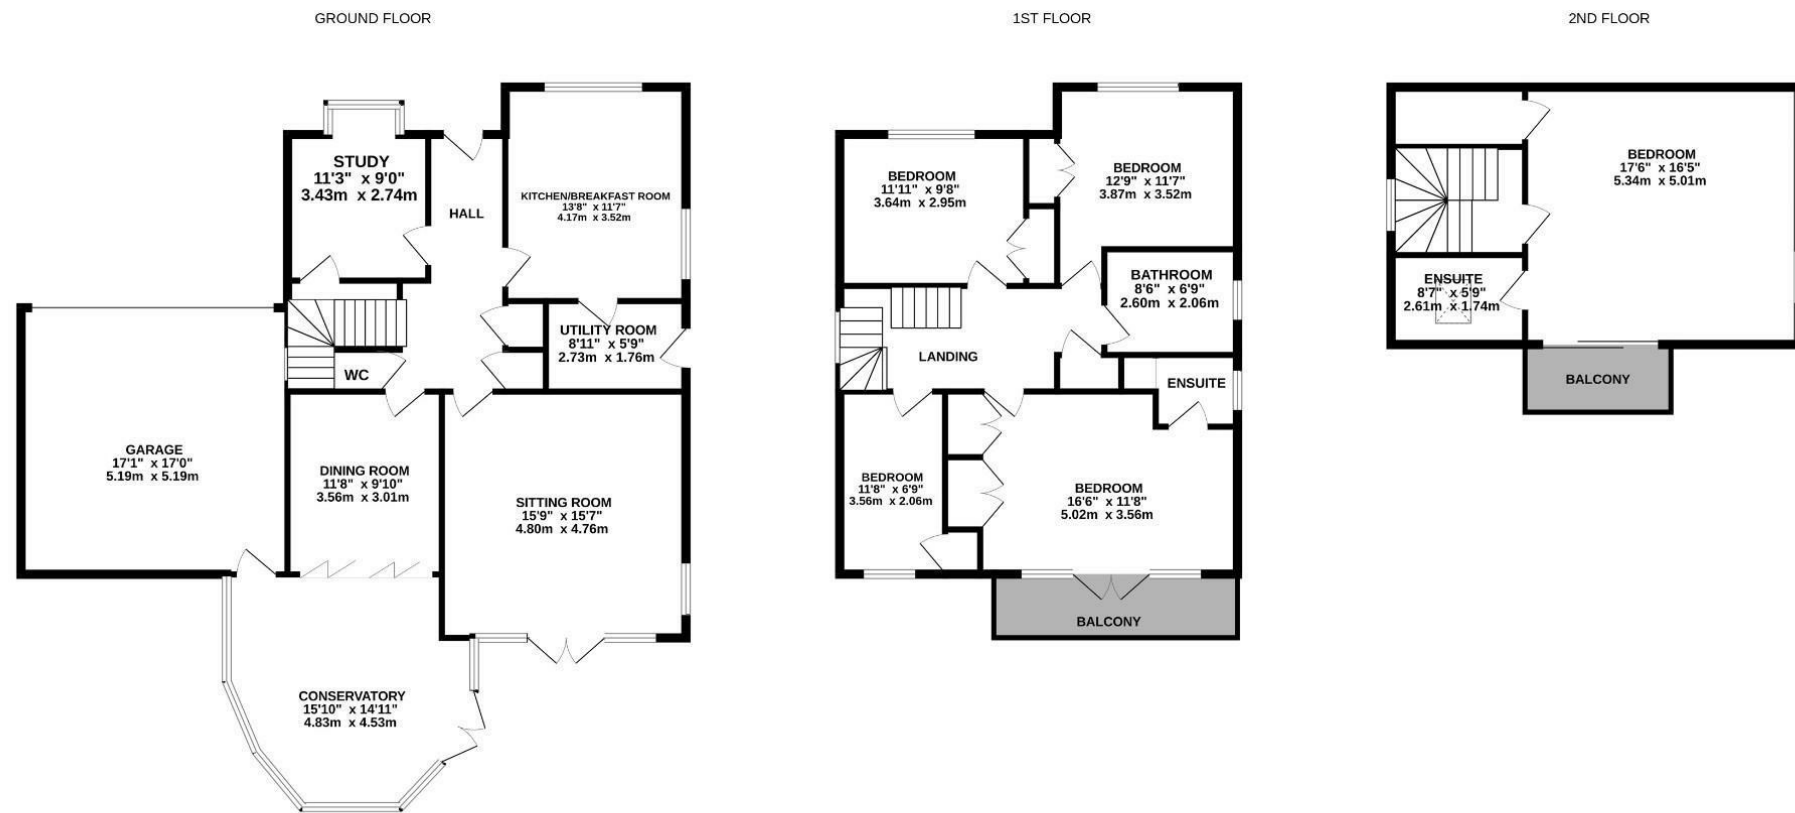 GROUND FLOOR
STUDY
11'3" x 9'0"
3.43m x 2.74m
HALL
KITCHEN/BREAKFAST ROOM
13'8" x 11'7"
4.17m x 3.52m
UTILITY ROOM
8'11" x 5'9"
2.73m x 1.76m
WC
GARAGE
17'1" x 17'0"
5.19m x 5.19m
DINING ROOM
11'8" x 9'10"
3.56m x 3.01m
SITTING ROOM
15'9" x 15'7"
4.80m x 4.76m
CONSERVATORY
15'10" x 14'11"
4.83m x 4.53m
1ST FLOOR
BEDROOM
11'11" x 9'8"
3.64m x 2.95m
BEDROOM
12'9" x 11'7"
3.87m x 3.52m
BATHROOM
8'6" x 6'9"
2.60m x 2.06m
LANDING
ENSUITE
BEDROOM
11'8" x 6'9"
3.56m x 2.06m
BEDROOM
16'6" x 11'8"
5.02m x 3.56m
BALCONY
2ND FLOOR
BEDROOM
17'6" x 16'5"
5.34m x 5.01m
ENSUITE
8'7" x 5'9"
2.61m x 1.74m
BALCONY